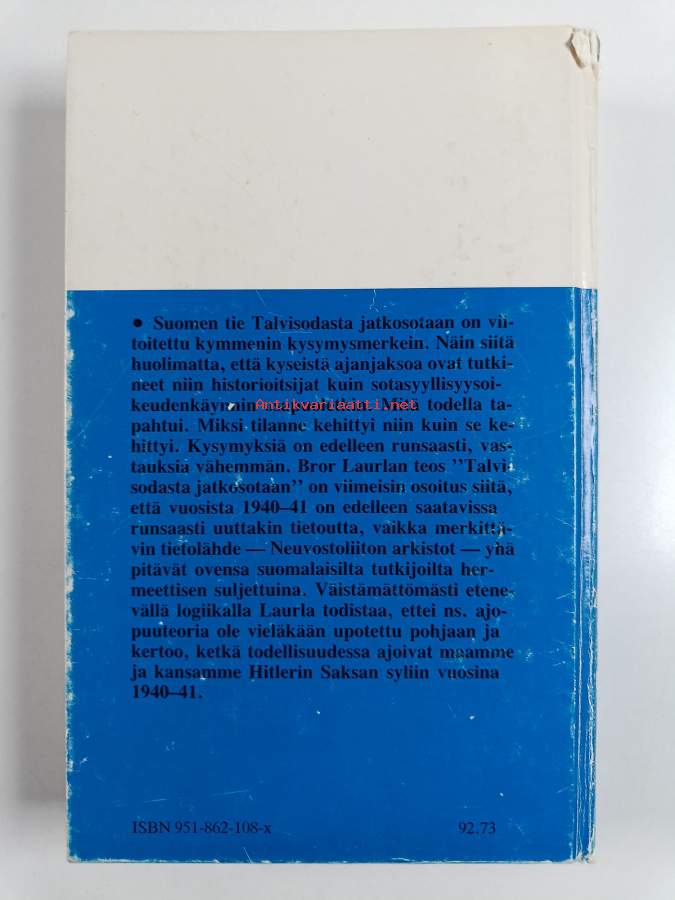 ● Suomen tie Talvisodasta jatkosotaan on vii-
toitettu kymmenin kysymysmerkein. Näin siitä
huolimatta, että kyseistä ajanjaksoa ovat tutki-
neet niin historioitsijat kuin sotasyyllisyysoi-
keudenkäynnin Mitä todella ta-
Antikvariaatti.net
pahtui. Miksi tilanne kehittyi niin kuin se ke-
hittyi. Kysymyksiä on edelleen runsaasti, vas-
tauksia vähemmän. Bror Laurlan teos ”Talvi-
sodasta jatkosotaan” on viimeisin osoitus siitä,
että vuosista 1940–41 on edelleen saatavissa
runsaasti uuttakin tietoutta, vaikka merkittä-
vin tietolähde — Neuvostoliiton arkistot — yhä
pitävät ovensa suomalaisilta tutkijoilta her-
meettisen suljettuina. Väistämättömästi etene-
vällä logiikalla Laurla todistaa, ettei ns. ajo-
puuteoria ole vieläkään upotettu pohjaan ja
kertoo, ketkä todellisuudessa ajoivat maamme
ja kansamme Hitlerin Saksan syliin vuosina
1940–41.
ISBN 951-862-108-x 92.73